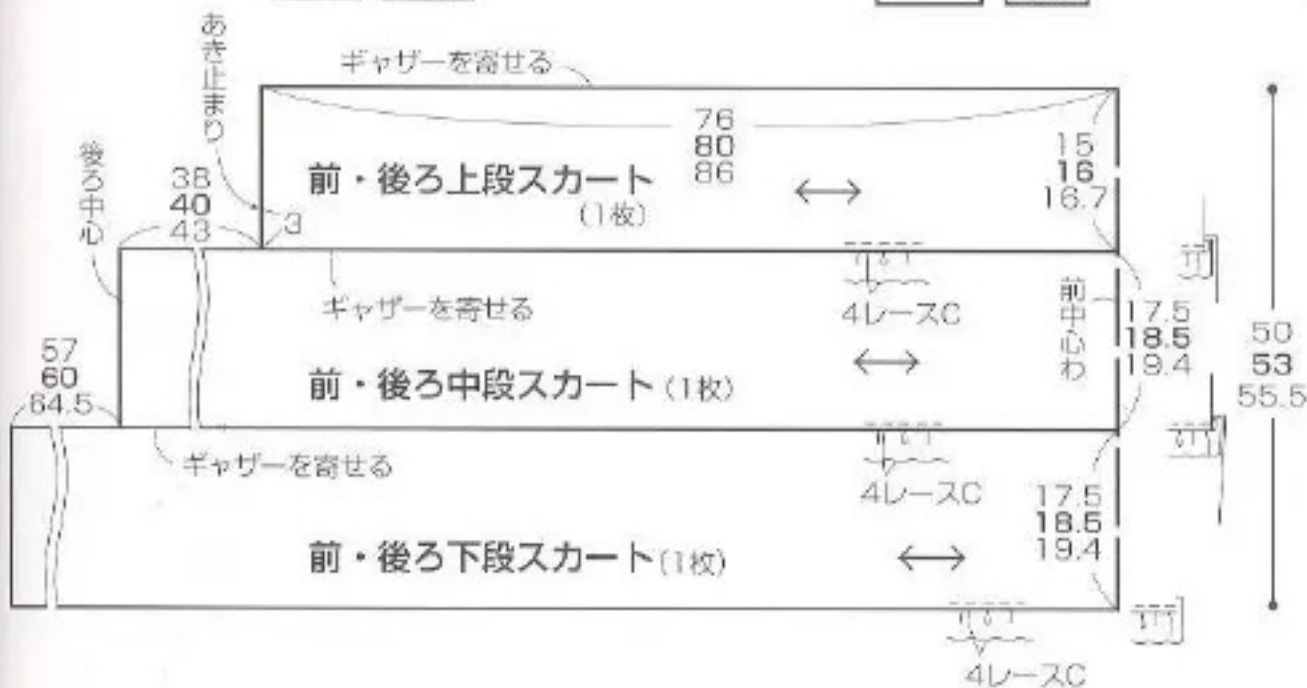 ギャザーを寄せる
あき止まり
76
80
86
15
16
16.7
前・後ろ上段スカート
(1枚)
3
後ろ中心
38
40
43
ギャザーを寄せる
4レースC
前中心わ
17.5
18.5
19.4
50
53
55.5
前・後ろ中段スカート(1枚)
57
60
64.5
ギャザーを寄せる
4レースC
17.5
18.5
19.4
前・後ろ下段スカート(1枚)
4レースC